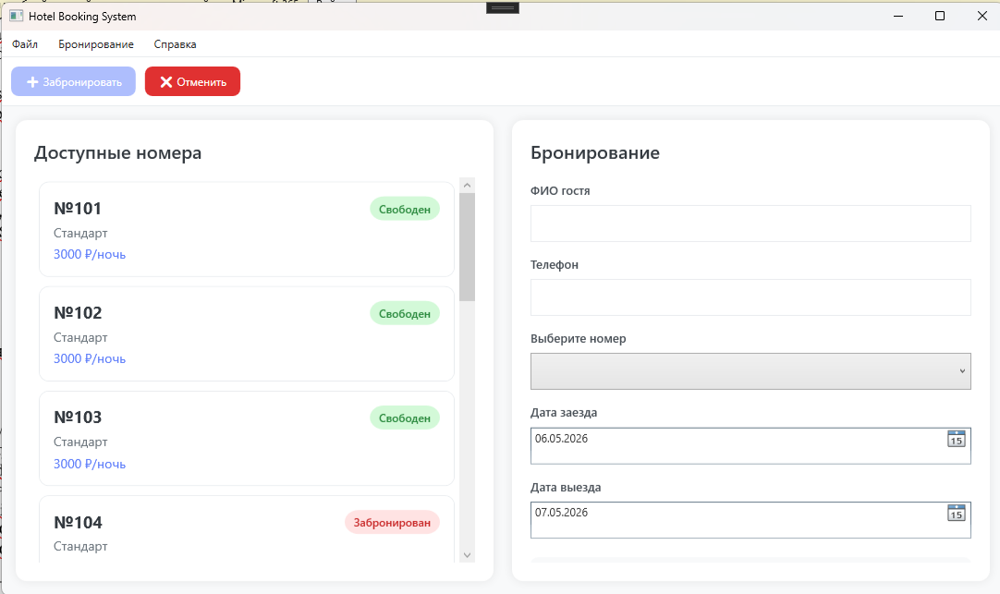 Hotel Booking System
Файл Бронирование Справка
Забронировать Отменить
Доступные номера
№101
Свободен
Стандарт
3000 ₽/ночь
№102
Свободен
Стандарт
3000 ₽/ночь
№103
Свободен
Стандарт
3000 ₽/ночь
№104
Забронирован
Стандарт
Бронирование
ФИО гостя
Телефон
Выберите номер
Дата заезда
06.05.2026
15
Дата выезда
07.05.2026
15